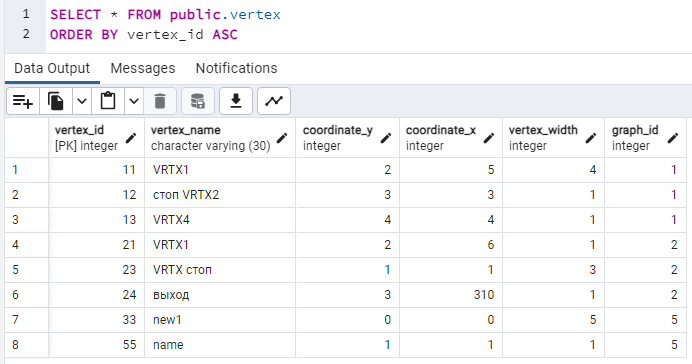 1 SELECT * FROM public.vertex
2 ORDER BY vertex_id ASC
Data Output Messages Notifications
vertex_id vertex_name coordinate_y coordinate_x vertex_width graph_id
[PK] integer character varying (30) integer integer integer integer
1 11 VRTX1 2 5 4 1
2 12 стоп VRTX2 3 3 1 1
3 13 VRTX4 4 4 1 1
4 21 VRTX1 2 6 1 2
5 23 VRTX стоп 1 1 3 2
6 24 выход 3 310 1 2
7 33 new1 0 0 5 5
8 55 name 1 1 1 5